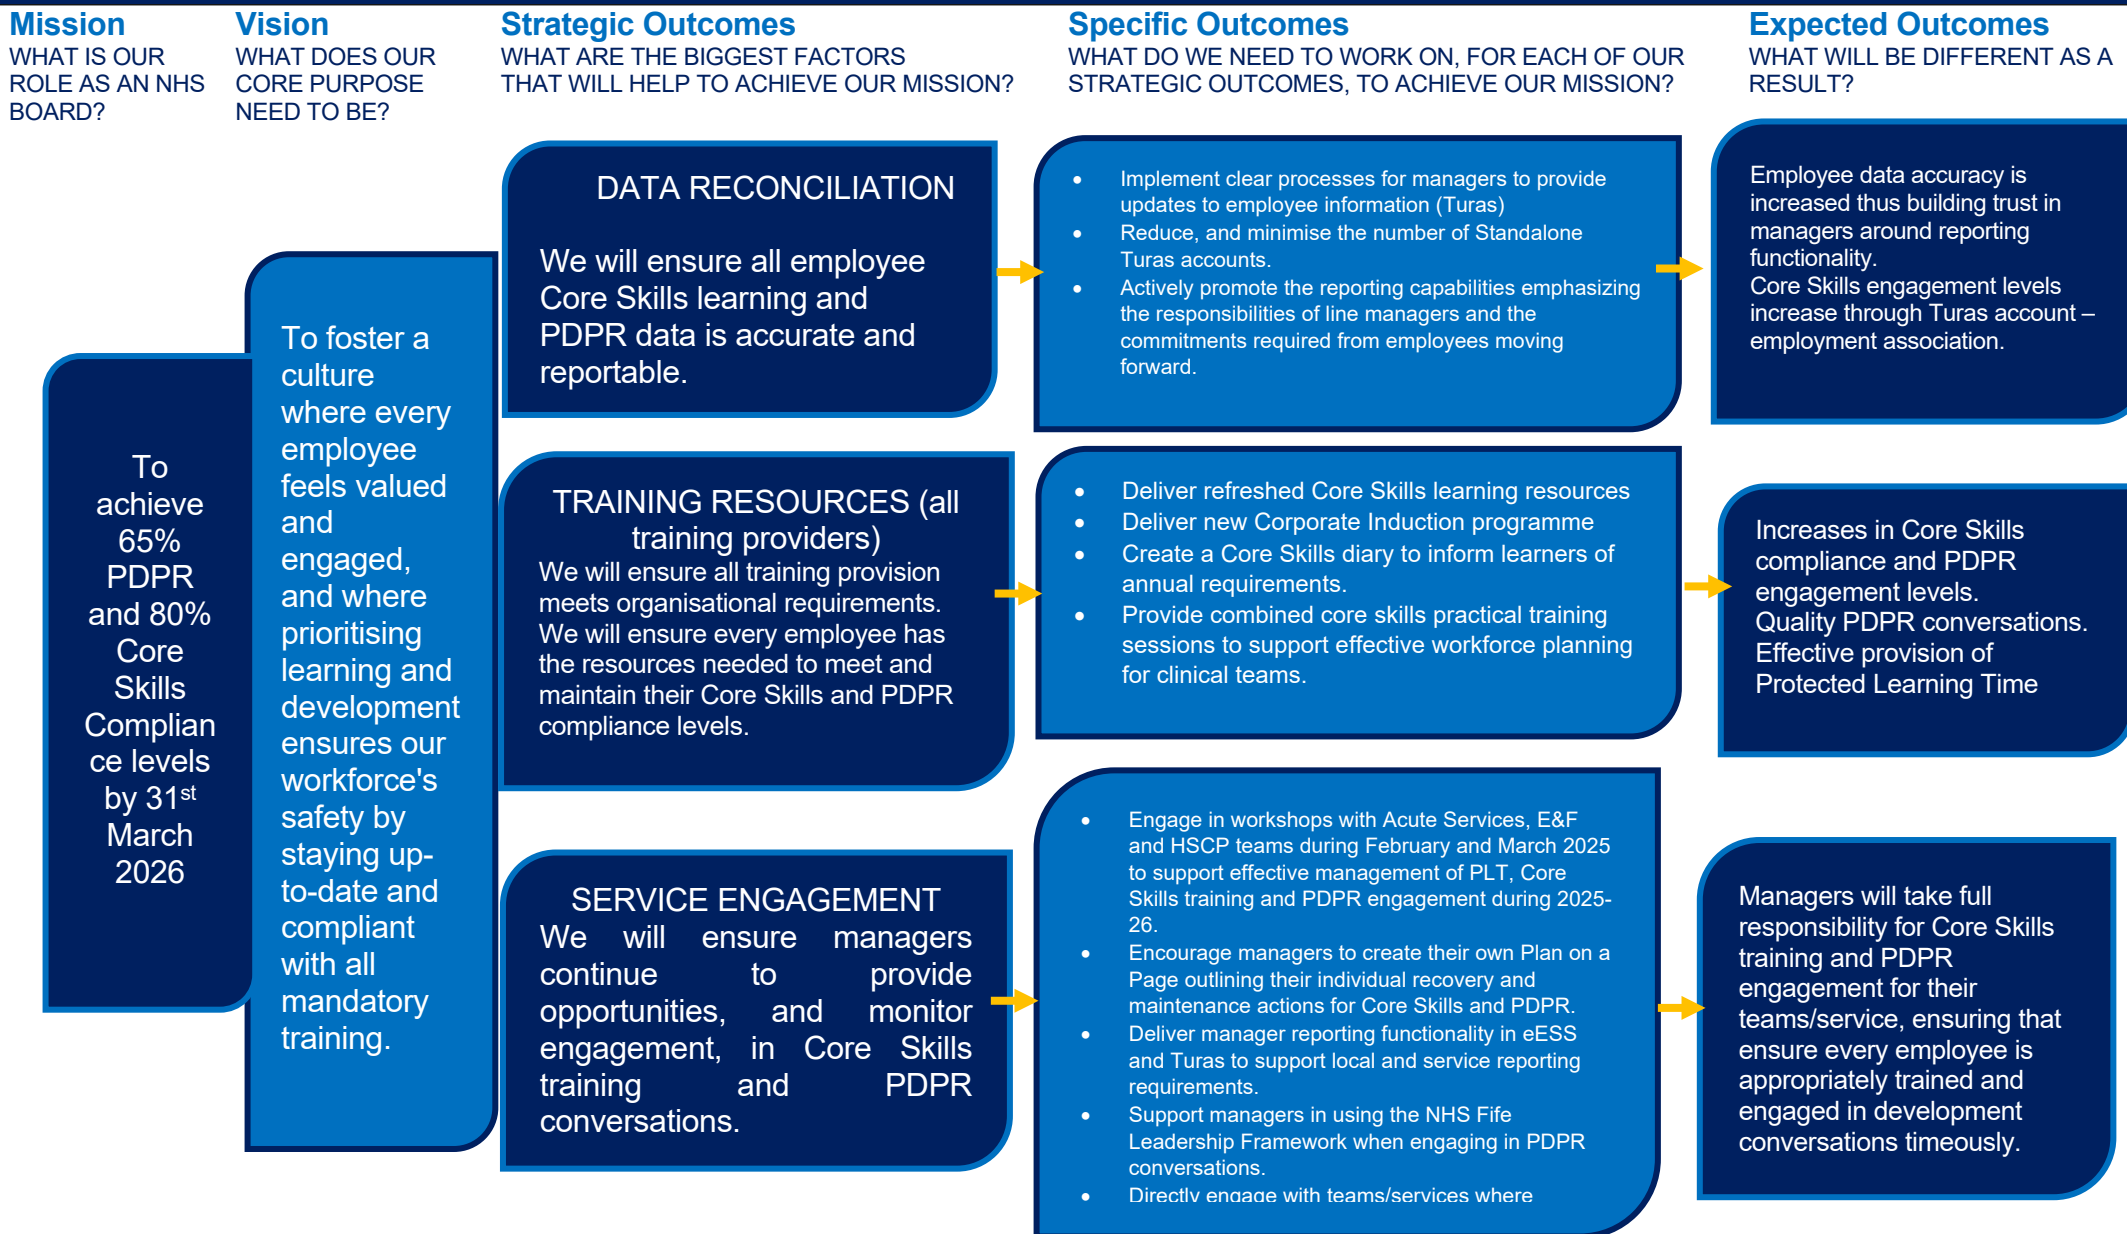 Mission
WHAT IS OUR
ROLE AS AN NHS
BOARD?
Vision
WHAT DOES OUR
CORE PURPOSE
NEED TO BE?
Strategic Outcomes
WHAT ARE THE BIGGEST FACTORS
THAT WILL HELP TO ACHIEVE OUR MISSION?
Specific Outcomes
WHAT DO WE NEED TO WORK ON, FOR EACH OF OUR
STRATEGIC OUTCOMES, TO ACHIEVE OUR MISSION?
Expected Outcomes
WHAT WILL BE DIFFERENT AS A
RESULT?
To
achieve
65%
PDPR
and 80%
Core
Skills
Complian
ce levels
by 31st
March
2026
To foster a
culture
where every
employee
feels valued
and
engaged,
and where
prioritising
learning and
development
ensures our
workforce's
safety by
staying up-
to-date and
compliant
with all
mandatory
training.
DATA RECONCILIATION
We will ensure all employee
Core Skills learning and
PDPR data is accurate and
reportable.
• Implement clear processes for managers to provide
updates to employee information (Turas)
• Reduce, and minimise the number of Standalone
Turas accounts.
• Actively promote the reporting capabilities emphasizing
the responsibilities of line managers and the
commitments required from employees moving
forward.
Employee data accuracy is
increased thus building trust in
managers around reporting
functionality.
Core Skills engagement levels
increase through Turas account –
employment association.
TRAINING RESOURCES (all
training providers)
We will ensure all training provision
meets organisational requirements.
We will ensure every employee has
the resources needed to meet and
maintain their Core Skills and PDPR
compliance levels.
• Deliver refreshed Core Skills learning resources
• Deliver new Corporate Induction programme
• Create a Core Skills diary to inform learners of
annual requirements.
• Provide combined core skills practical training
sessions to support effective workforce planning
for clinical teams.
Increases in Core Skills
compliance and PDPR
engagement levels.
Quality PDPR conversations.
Effective provision of
Protected Learning Time
SERVICE ENGAGEMENT
We will ensure managers
continue to provide
opportunities, and monitor
engagement, in Core Skills
training and PDPR
conversations.
• Engage in workshops with Acute Services, E&F
and HSCP teams during February and March 2025
to support effective management of PLT, Core
Skills training and PDPR engagement during 2025-
26.
• Encourage managers to create their own Plan on a
Page outlining their individual recovery and
maintenance actions for Core Skills and PDPR.
• Deliver manager reporting functionality in eESS
and Turas to support local and service reporting
requirements.
• Support managers in using the NHS Fife
Leadership Framework when engaging in PDPR
conversations.
• Directly engage with teams/services where
Managers will take full
responsibility for Core Skills
training and PDPR
engagement for their
teams/service, ensuring that
ensure every employee is
appropriately trained and
engaged in development
conversations timeously.